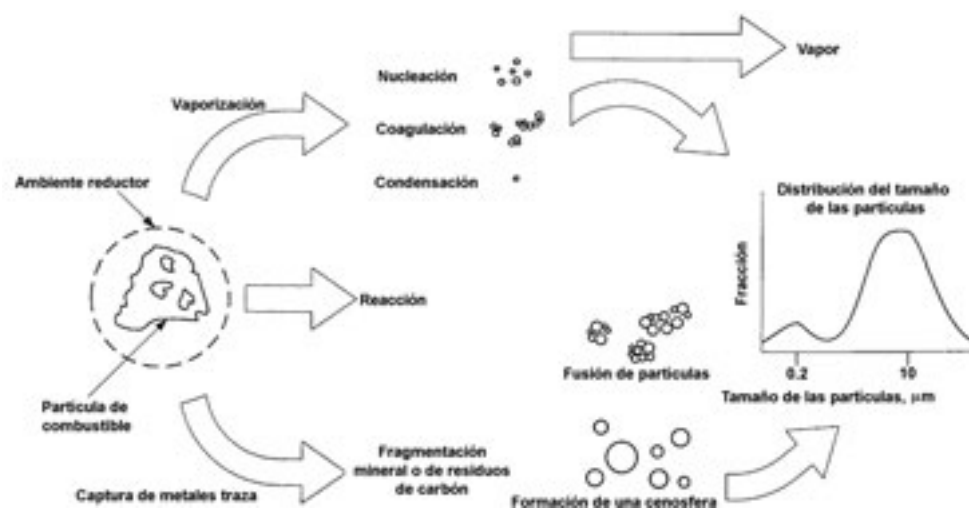 Vapor
Nucleación
Vaporización
Coagulación
Ambiente reductor
Condensación
Distribución del tamaño
de las partículas
Fracción
Reacción
0.2
10
Fusión de partículas
Tamaño de las partículas, µm
Partícula de
combustible
Fragmentación
mineral o de residuos
de carbón
Captura de metales traza
Formación de una cenosfera